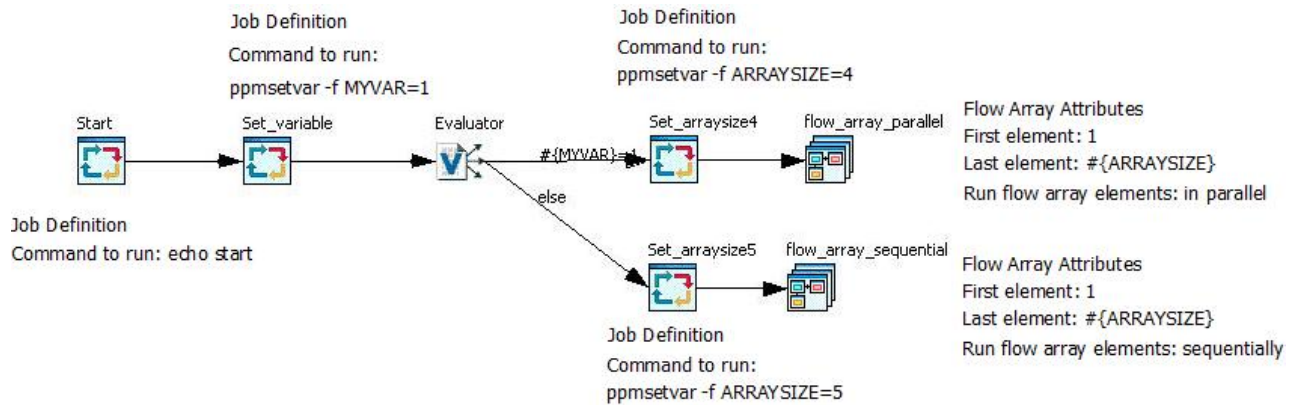 Job Definition
Command to run:
ppmsetvar -f MYVAR=1
Job Definition
Command to run:
ppmsetvar -f ARRAYSIZE=4
Start
Set_variable
Evaluator
Set_arraysize4
flow_array_parallel
#{MYVAR}==1
else
Flow Array Attributes
First element: 1
Last element: #{ARRAYSIZE}
Run flow array elements: in parallel
Job Definition
Command to run: echo start
Set_arraysize5
flow_array_sequential
Flow Array Attributes
First element: 1
Last element: #{ARRAYSIZE}
Run flow array elements: sequentially
Job Definition
Command to run:
ppmsetvar -f ARRAYSIZE=5